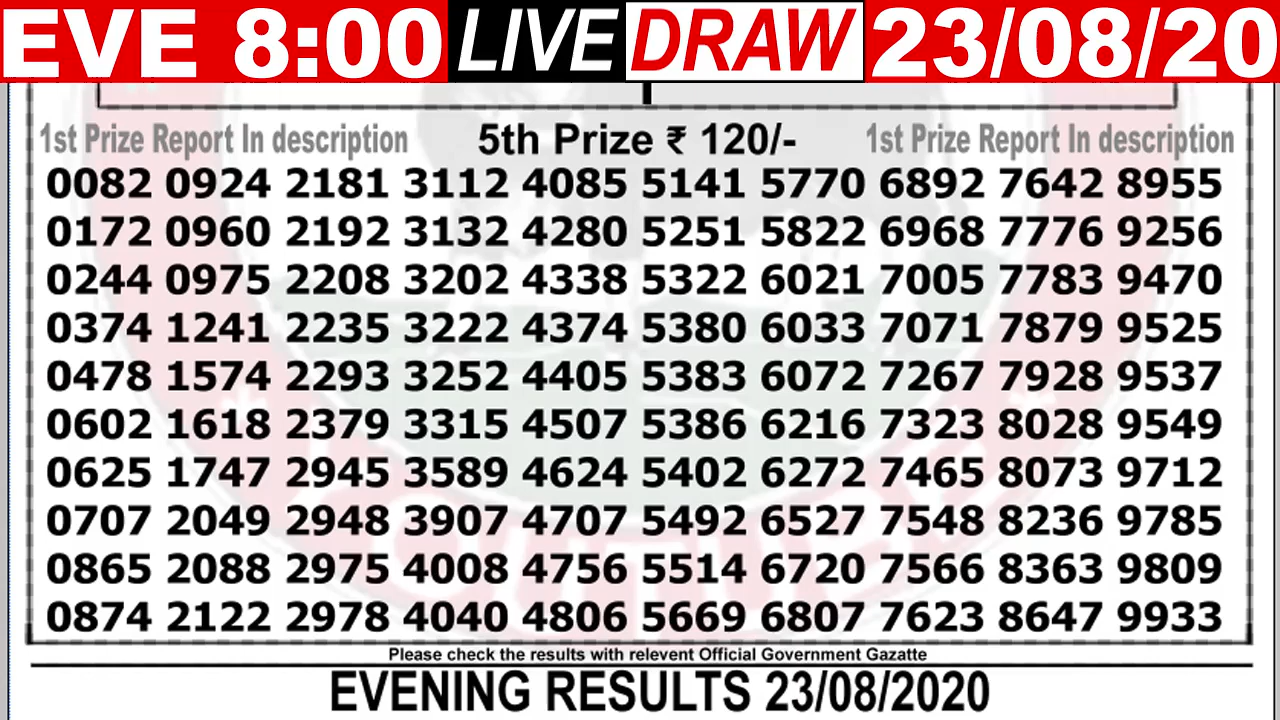 EVE 8:00 LIVE DRAW 23/08/20
1st Prize Report In description 5th Prize ₹ 120/- 1st Prize Report In description
0082 0924 2181 3112 4085 5141 5770 6892 7642 8955
0172 0960 2192 3132 4280 5251 5822 6968 7776 9256
0244 0975 2208 3202 4338 5322 6021 7005 7783 9470
0374 1241 2235 3222 4374 5380 6033 7071 7879 9525
0478 1574 2293 3252 4405 5383 6072 7267 7928 9537
0602 1618 2379 3315 4507 5386 6216 7323 8028 9549
0625 1747 2945 3589 4624 5402 6272 7465 8073 9712
0707 2049 2948 3907 4707 5492 6527 7548 8236 9785
0865 2088 2975 4008 4756 5514 6720 7566 8363 9809
0874 2122 2978 4040 4806 5669 6807 7623 8647 9933
Please check the results with relevent Official Government Gazatte
EVENING RESULTS 23/08/2020